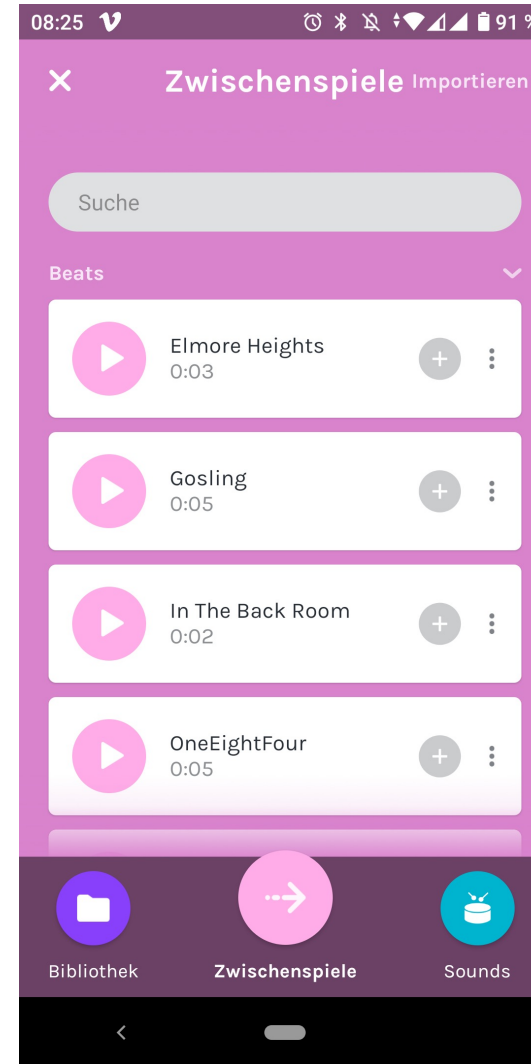 08:25 91 %
Zwischenspiele Importieren
Suche
Beats
Elmore Heights
0:03
Gosling
0:05
In The Back Room
0:02
OneEightFour
0:05
Bibliothek Zwischenspiele Sounds